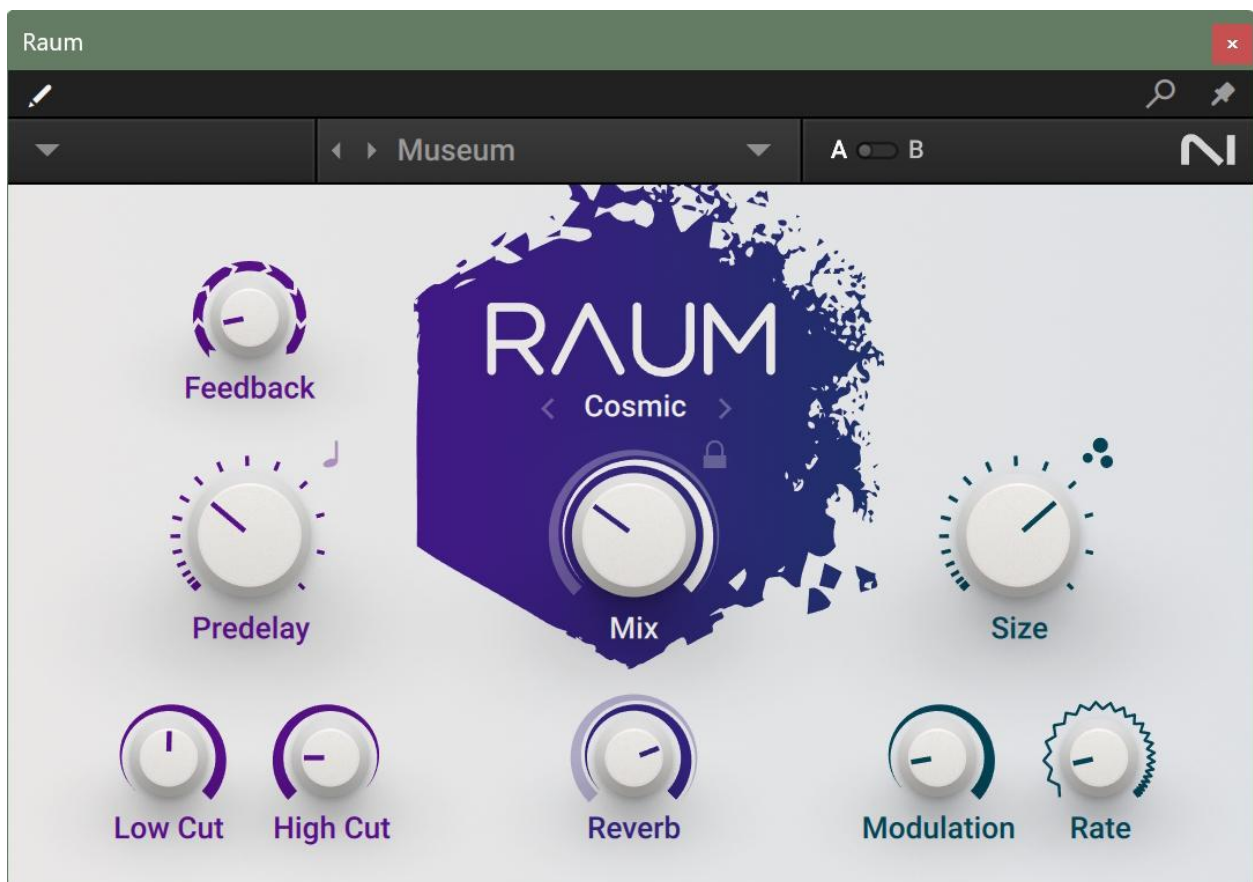 Raum
x
Museum
A B
RAUM
Cosmic
Feedback
Mix
Predelay
Size
Low Cut
High Cut
Reverb
Modulation
Rate